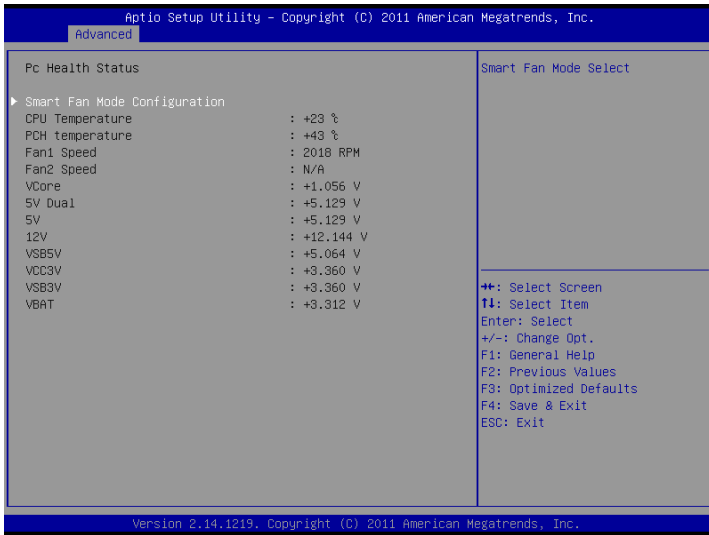 Aptio Setup Utility – Copyright (C) 2011 American Megatrends, Inc.
Advanced
Pc Health Status
Smart Fan Mode Configuration
CPU Temperature : +23 ℃
PCH temperature : +43 ℃
Fan1 Speed : 2018 RPM
Fan2 Speed : N/A
VCore : +1.056 V
5V Dual : +5.129 V
5V : +5.129 V
12V : +12.144 V
VSB5V : +5.064 V
VCC3V : +3.360 V
VSB3V : +3.360 V
VBAT : +3.312 V
Smart Fan Mode Select
→←: Select Screen
↑↓: Select Item
Enter: Select
+/-: Change Opt.
F1: General Help
F2: Previous Values
F3: Optimized Defaults
F4: Save & Exit
ESC: Exit
Version 2.14.1219. Copyright (C) 2011 American Megatrends, Inc.